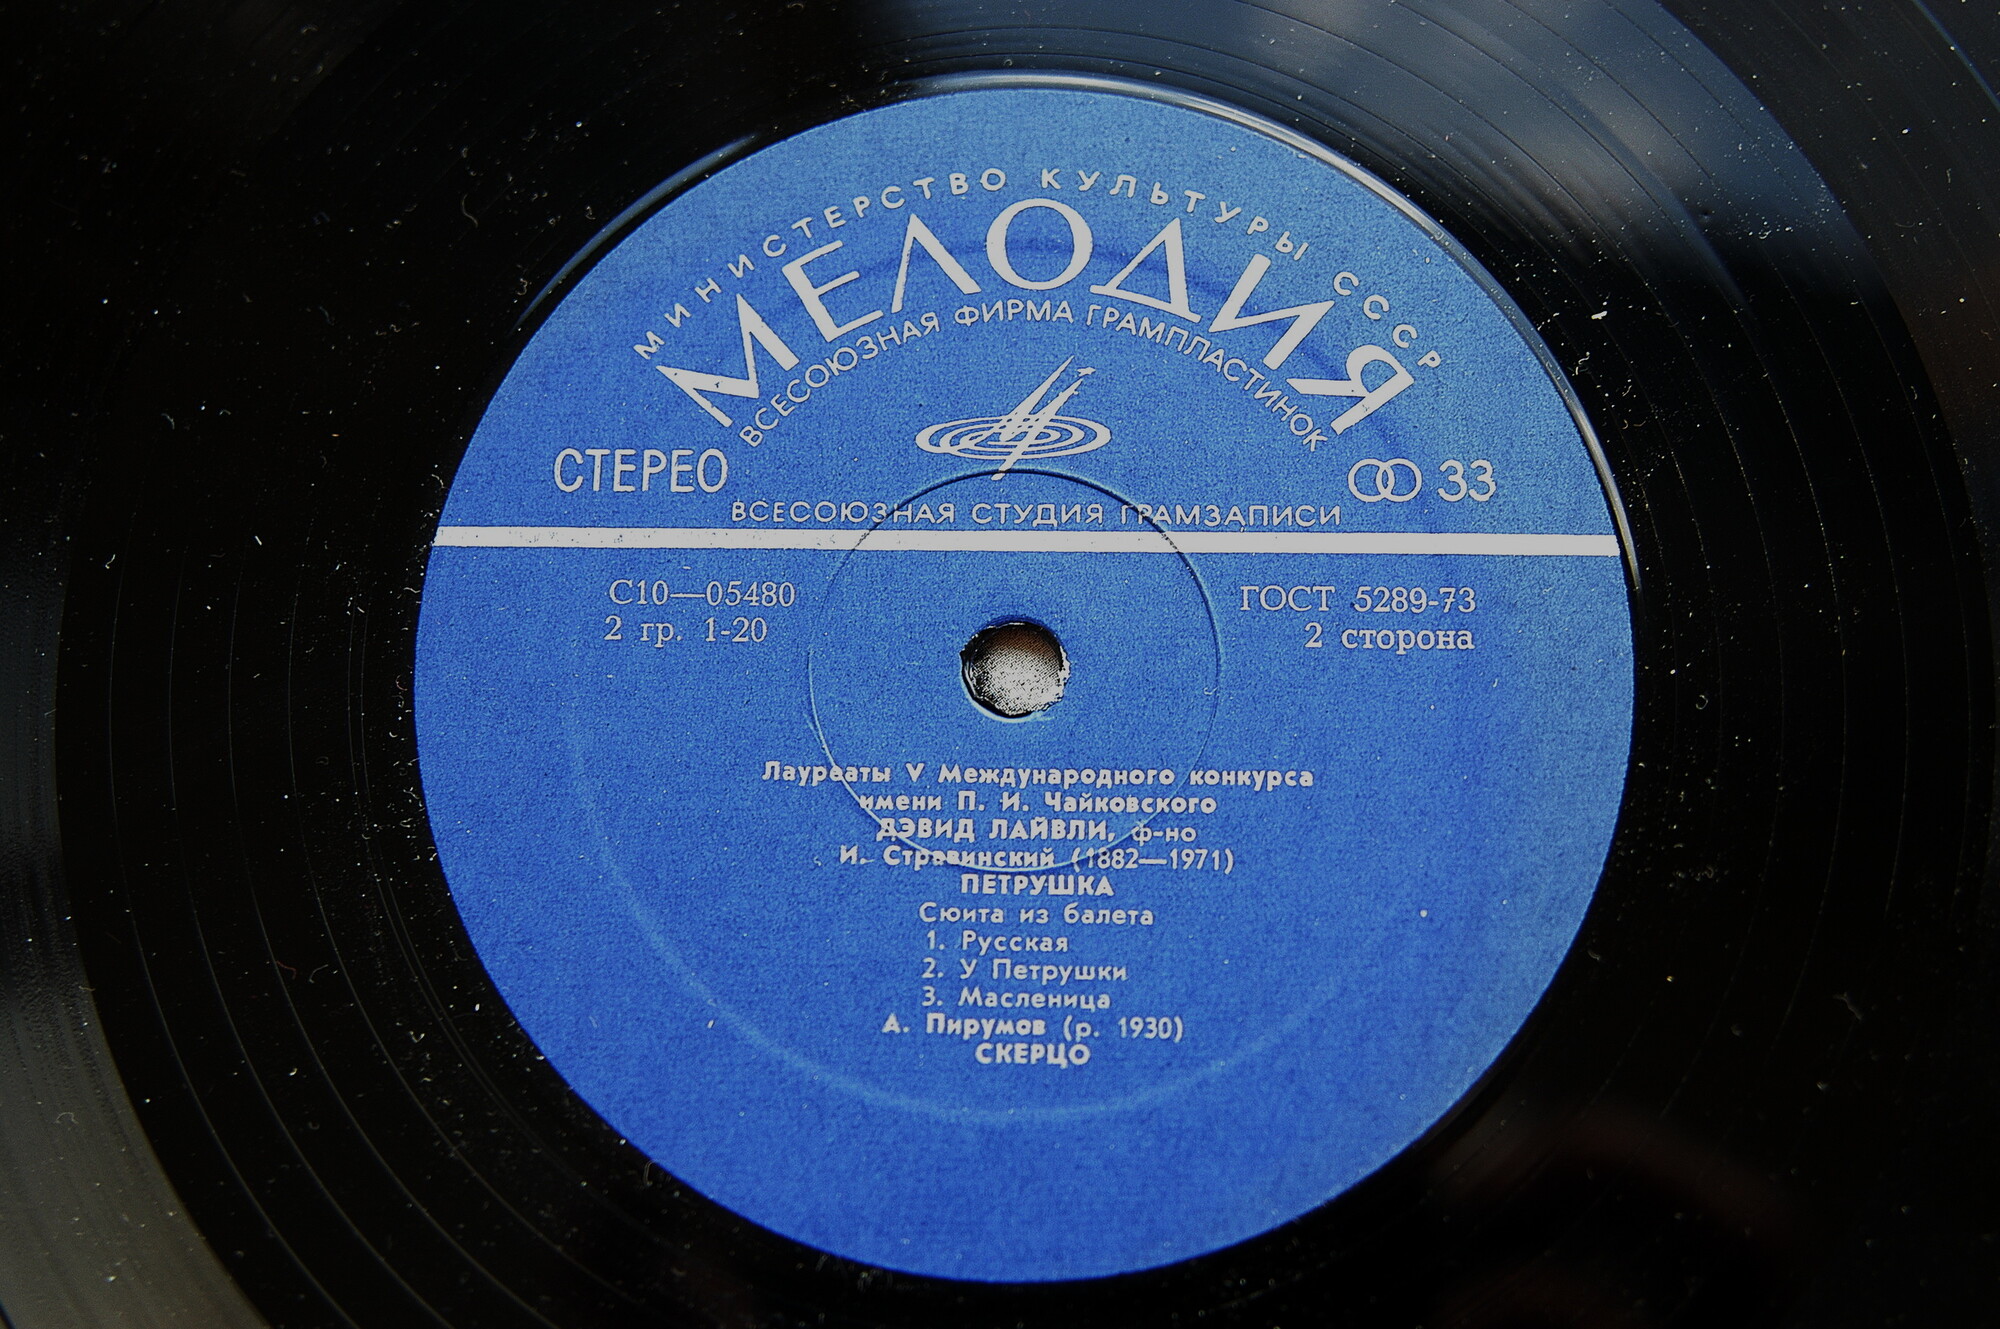 МИНИСТЕРСТВО КУЛЬТУРЫ СССР
МЕЛОДИЯ
ВСЕСОЮЗНАЯ ФИРМА ГРАМПЛАСТИНОК
СТЕРЕО
33
ВСЕСОЮЗНАЯ СТУДИЯ ГРАМЗАПИСИ
С10—05480
ГОСТ 5289-73
2 гр. 1-20
2 сторона
Лауреаты V Международного конкурса
имени П. И. Чайковского
ДЭВИД ЛАЙВЛИ, ф-но
И. Стравинский (1882—1971)
ПЕТРУШКА
Сюита из балета
1. Русская
2. У Петрушки
3. Масленица
А. Пирумов (р. 1930)
СКЕРЦО